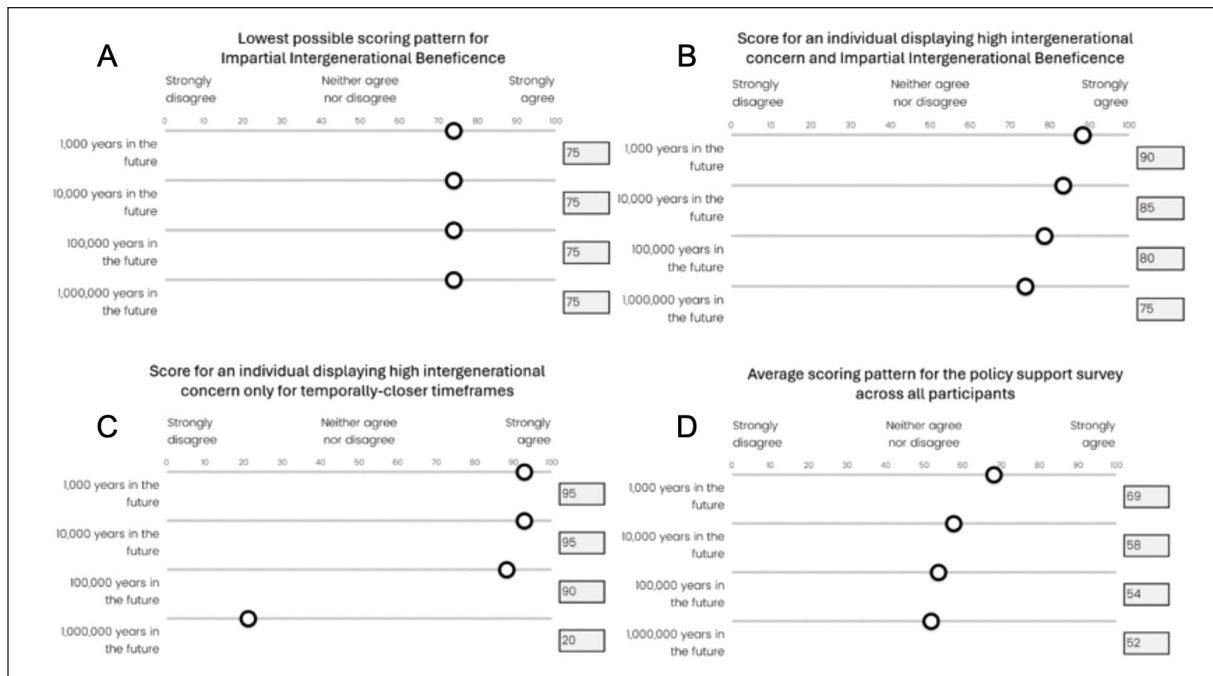 A
Lowest possible scoring pattern for
Impartial Intergenerational Beneficence
Strongly
disagree
Neither agree
nor disagree
Strongly
agree
0 10 20 30 40 50 60 70 80 90 100
1,000 years in the
future
75
10,000 years in the
future
75
100,000 years in
the future
75
1,000,000 years in
the future
75
B
Score for an individual displaying high intergenerational
concern and Impartial Intergenerational Beneficence
Strongly
disagree
Neither agree
nor disagree
Strongly
agree
0 10 20 30 40 50 60 70 80 90 100
1,000 years in the
future
90
10,000 years in the
future
85
100,000 years in
the future
80
1,000,000 years in
the future
75
C
Score for an individual displaying high intergenerational
concern only for temporally-closer timeframes
Strongly
disagree
Neither agree
nor disagree
Strongly
agree
0 10 20 30 40 50 60 70 80 90 100
1,000 years in the
future
95
10,000 years in the
future
95
100,000 years in
the future
90
1,000,000 years in
the future
20
D
Average scoring pattern for the policy support survey
across all participants
Strongly
disagree
Neither agree
nor disagree
Strongly
agree
0 10 20 30 40 50 60 70 80 90 100
1,000 years in the
future
69
10,000 years in the
future
58
100,000 years in
the future
54
1,000,000 years in
the future
52